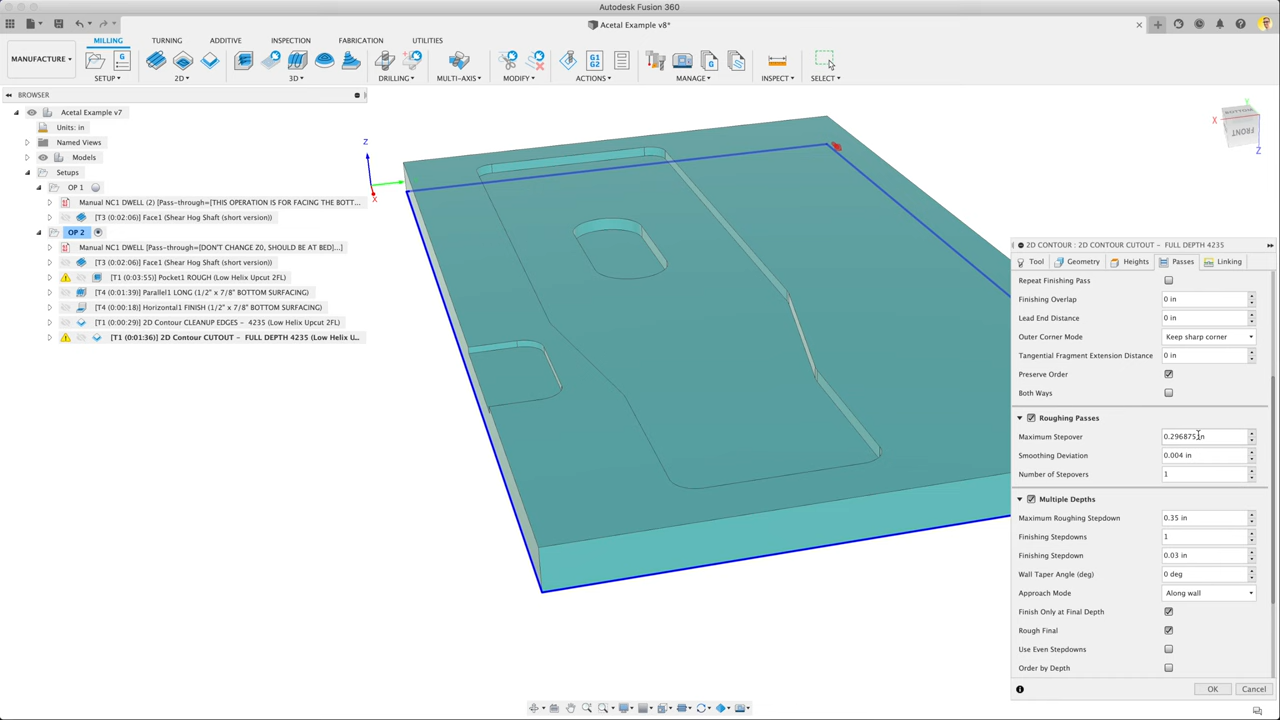 Autodesk Fusion 360
Acetal Example v8*
MANUFACTURE
MILLING
TURNING
ADDITIVE
INSPECTION
FABRICATION
UTILITIES
G1
G2
SETUP
2D
3D
DRILLING
MULTI-AXIS
MODIFY
ACTIONS
MANAGE
INSPECT
SELECT
BROWSER
Acetal Example v7
Units: in
Named Views
Models
Setups
OP 1
Manual NC1 DWELL (2) [Pass-through=[THIS OPERATION IS FOR FACING THE BOTT...
[T3 (0:02:06) Face1 (Shear Hog Shaft (short version))
OP 2
Manual NC1 DWELL [Pass-through=[DON'T CHANGE Z0, SHOULD BE AT BED]...]
[T3 (0:02:06) Face1 (Shear Hog Shaft (short version))
[T1 (0:03:55)] Pocket1 ROUGH (Low Helix Upcut 2FL)
[T4 (0:01:39) Parallel1 LONG (1/2" x 7/8" BOTTOM SURFACING)
[T4 (0:00:18) Horizontal1 FINISH (1/2" x 7/8" BOTTOM SURFACING)
[T1 (0:00:29)] 2D Contour CLEANUP EDGES - 4235 (Low Helix Upcut 2FL)
[T1 (0:01:36)] 2D Contour CUTOUT - FULL DEPTH 4235 (Low Helix U...
Z
X
X
FRONT
BOTTOM
Y
Z
2D CONTOUR : 2D CONTOUR CUTOUT - FULL DEPTH 4235
Tool
Geometry
Heights
Passes
Linking
Repeat Finishing Pass
Finishing Overlap 0 in
Lead End Distance 0 in
Outer Corner Mode Keep sharp corner
Tangential Fragment Extension Distance 0 in
Preserve Order
Both Ways
Roughing Passes
Maximum Stepover 0.296875 in
Smoothing Deviation 0.004 in
Number of Stepovers 1
Multiple Depths
Maximum Roughing Stepdown 0.35 in
Finishing Stepdowns 1
Finishing Stepdown 0.03 in
Wall Taper Angle (deg) 0 deg
Approach Mode Along wall
Finish Only at Final Depth
Rough Final
Use Even Stepdowns
Order by Depth
OK
Cancel